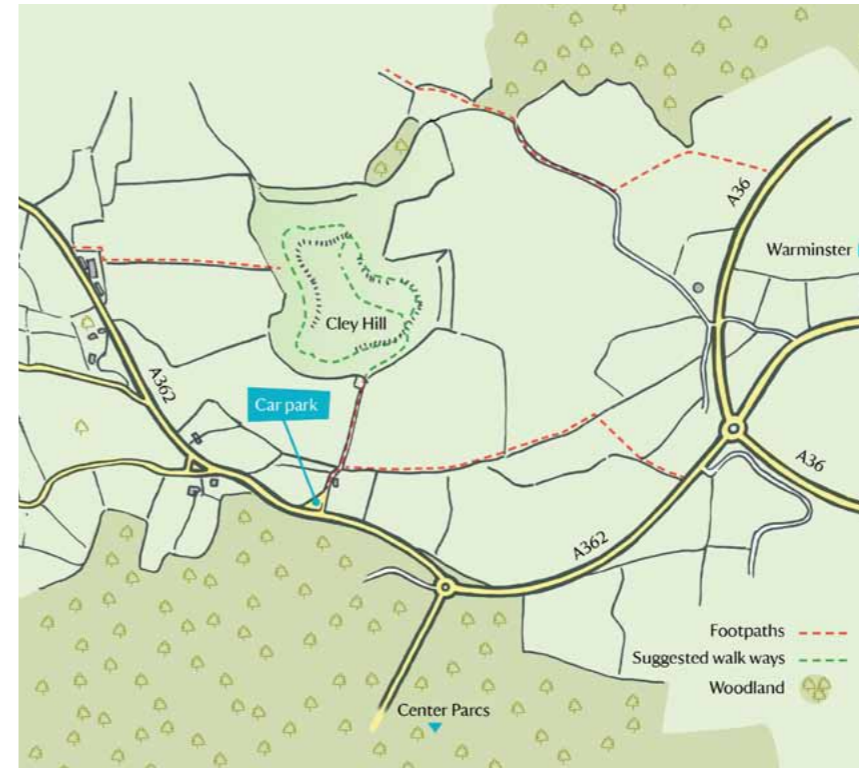 A36
Warminster
Cley Hill
A362
Car park
A36
A362
Footpaths
Suggested walk ways
Woodland
Center Parcs